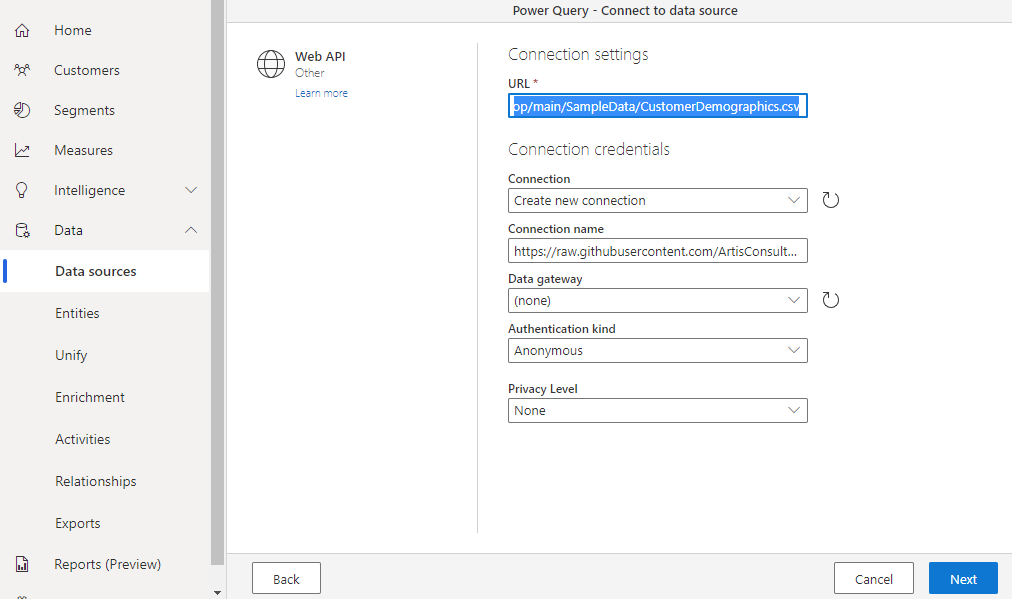 Home
Customers
Segments
Measures
Intelligence
Data
Data sources
Entities
Unify
Enrichment
Activities
Relationships
Exports
Reports (Preview)
Power Query - Connect to data source
Web API
Other
Learn more
Connection settings
URL *
op/main/SampleData/CustomerDemographics.csv
Connection credentials
Connection
Create new connection
Connection name
https://raw.githubusercontent.com/ArtisConsult...
Data gateway
(none)
Authentication kind
Anonymous
Privacy Level
None
Back
Cancel
Next